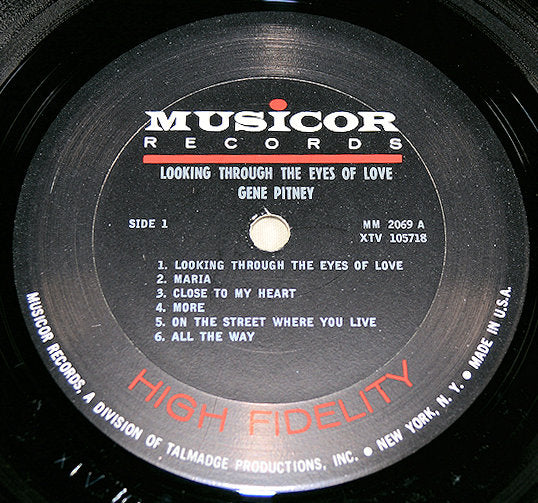 MUSICOR
RECORDS
LOOKING THROUGH THE EYES OF LOVE
GENE PITNEY
SIDE 1
MM 2069 A
XTV 105718
1. LOOKING THROUGH THE EYES OF LOVE
2. MARIA
3. CLOSE TO MY HEART
4. MORE
5. ON THE STREET WHERE YOU LIVE
6. ALL THE WAY
HIGH FIDELITY
MUSICOR RECORDS, A DIVISION OF TALMADGE PRODUCTIONS, INC. ● NEW YORK, N. Y. ● MADE IN U.S.A.
XTV